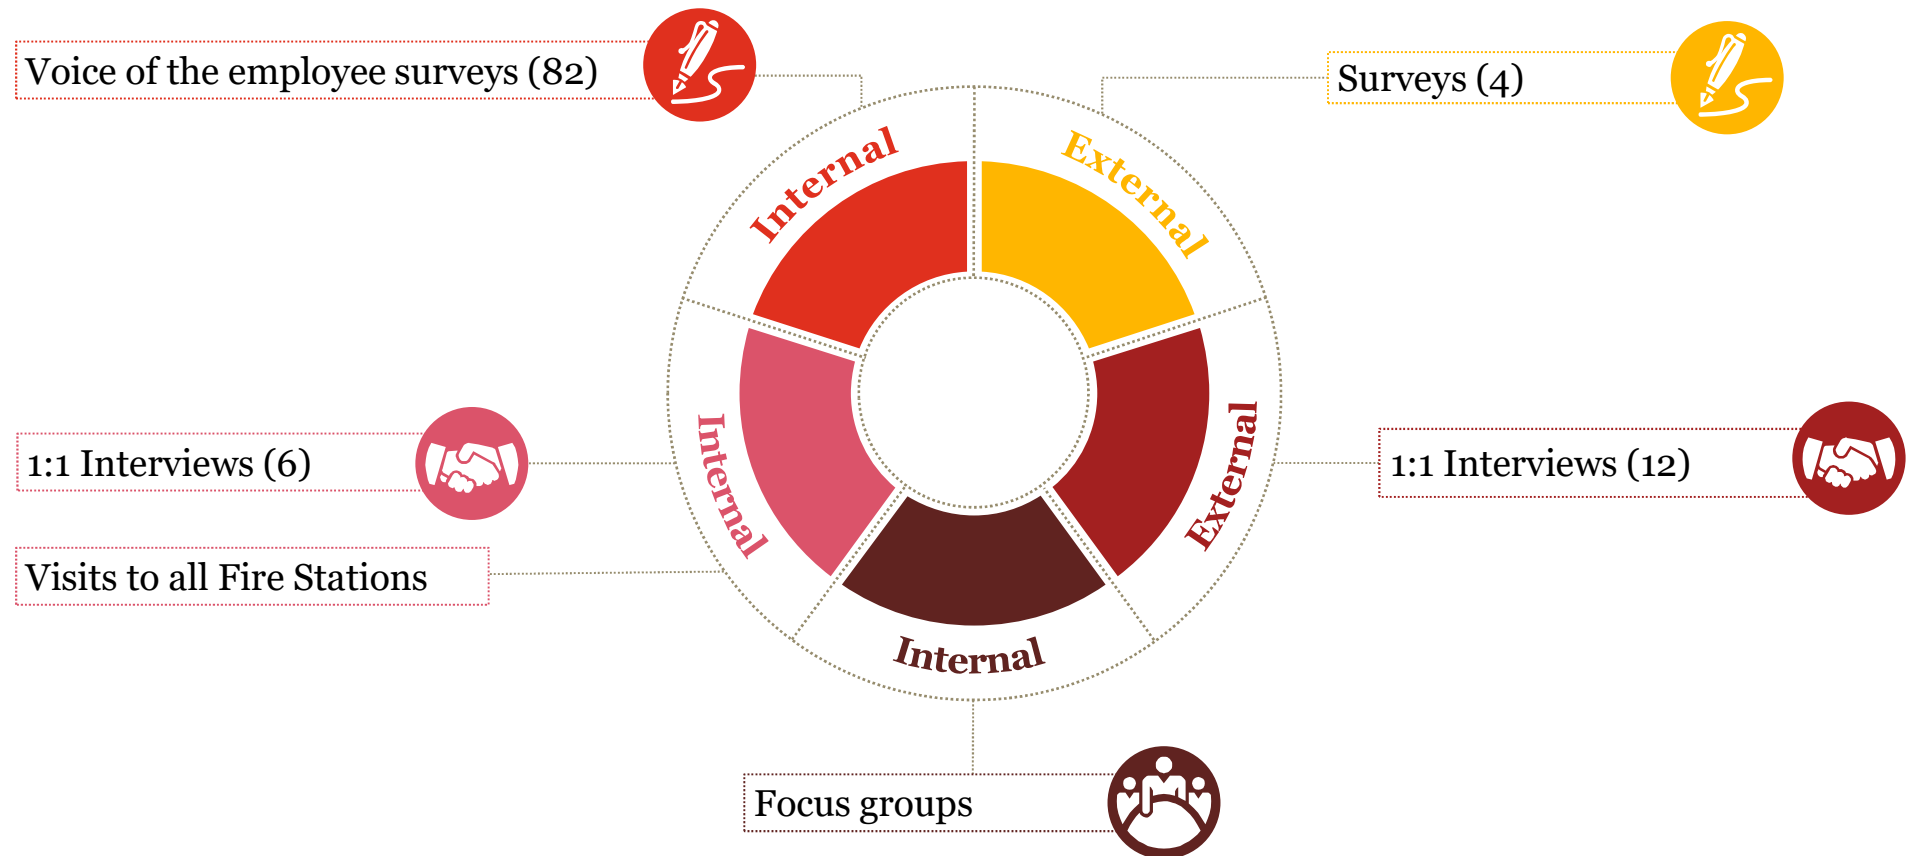 Voice of the employee surveys (82)
Surveys (4)
Internal
External
1:1 Interviews (6)
Internal
External
1:1 Interviews (12)
Visits to all Fire Stations
Internal
Focus groups